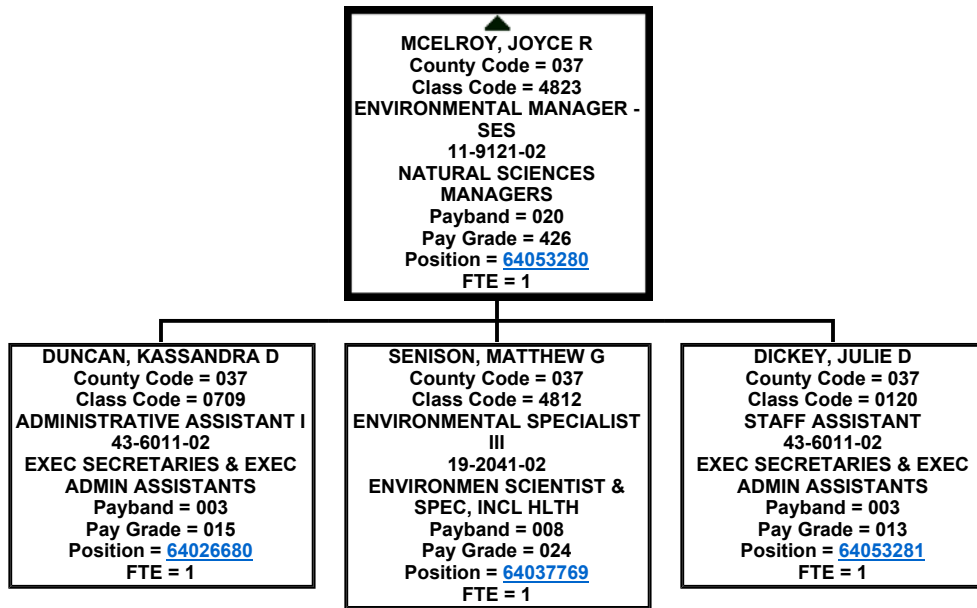 MCELROY, JOYCE R
County Code = 037
Class Code = 4823
ENVIRONMENTAL MANAGER -
SES
11-9121-02
NATURAL SCIENCES
MANAGERS
Payband = 020
Pay Grade = 426
Position = 64053280
FTE = 1
DUNCAN, KASSANDRA D
County Code = 037
Class Code = 0709
ADMINISTRATIVE ASSISTANT I
43-6011-02
EXEC SECRETARIES & EXEC
ADMIN ASSISTANTS
Payband = 003
Pay Grade = 015
Position = 64026680
FTE = 1
SENISON, MATTHEW G
County Code = 037
Class Code = 4812
ENVIRONMENTAL SPECIALIST
III
19-2041-02
ENVIRONMEN SCIENTIST &
SPEC, INCL HLTH
Payband = 008
Pay Grade = 024
Position = 64037769
FTE = 1
DICKEY, JULIE D
County Code = 037
Class Code = 0120
STAFF ASSISTANT
43-6011-02
EXEC SECRETARIES & EXEC
ADMIN ASSISTANTS
Payband = 003
Pay Grade = 013
Position = 64053281
FTE = 1